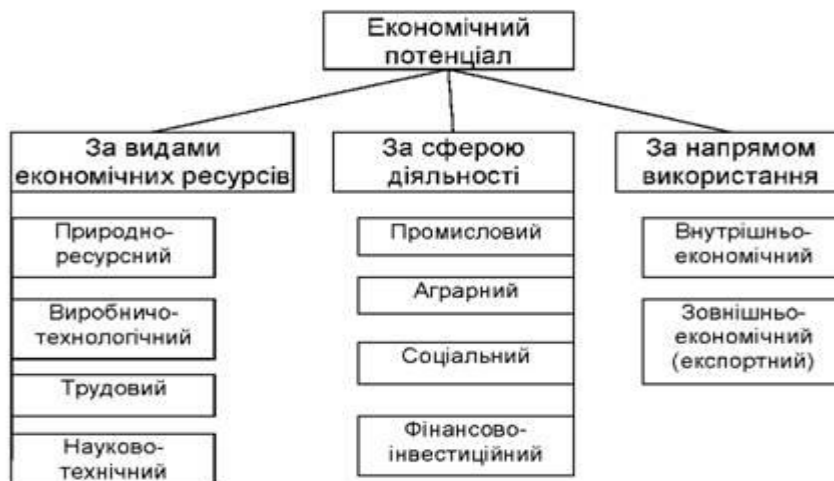 Економічний
потенціал
За видами
економічних ресурсів
Природно-
ресурсний
Виробничо-
технологічний
Трудовий
Науково-
технічний
За сферою
діяльності
Промисловий
Аграрний
Соціальний
Фінансово-
інвестиційний
За напрямом
використання
Внутрішньо-
економічний
Зовнішньо-
економічний
(експортний)